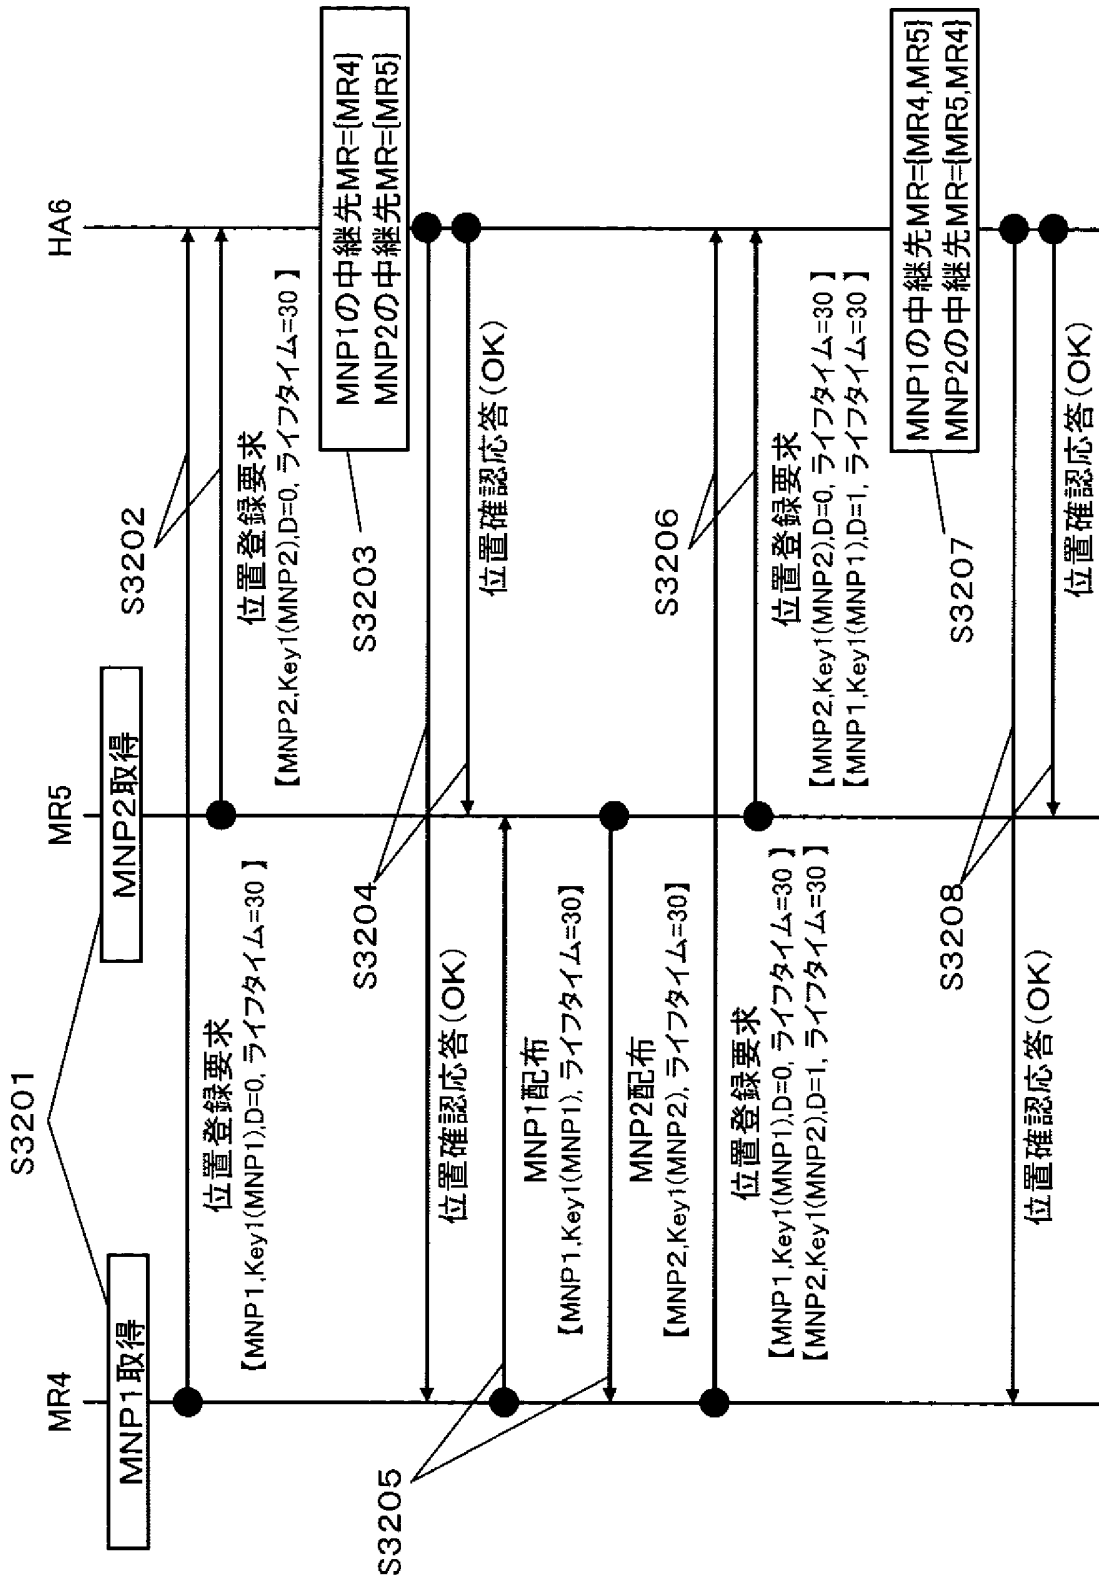 S3201
MR4
MR5
HA6
MNP1取得
MNP2取得
S3202
位置登録要求
【MNP1,Key1(MNP1),D=0, ライフタイム=30 】
位置登録要求
【MNP2,Key1(MNP2),D=0, ライフタイム=30 】
S3203
MNP1の中継先MR={MR4}
MNP2の中継先MR={MR5}
S3204
位置確認応答(OK)
位置確認応答(OK)
S3205
MNP1配布
【MNP1,Key1(MNP1), ライフタイム=30】
MNP2配布
【MNP2,Key1(MNP2), ライフタイム=30】
S3206
位置登録要求
【MNP1,Key1(MNP1),D=0, ライフタイム=30 】
【MNP2,Key1(MNP2),D=1, ライフタイム=30 】
位置登録要求
【MNP2,Key1(MNP2),D=0, ライフタイム=30 】
【MNP1,Key1(MNP1),D=1, ライフタイム=30 】
S3207
MNP1の中継先MR={MR4,MR5}
MNP2の中継先MR={MR5,MR4}
S3208
位置確認応答(OK)
位置確認応答(OK)